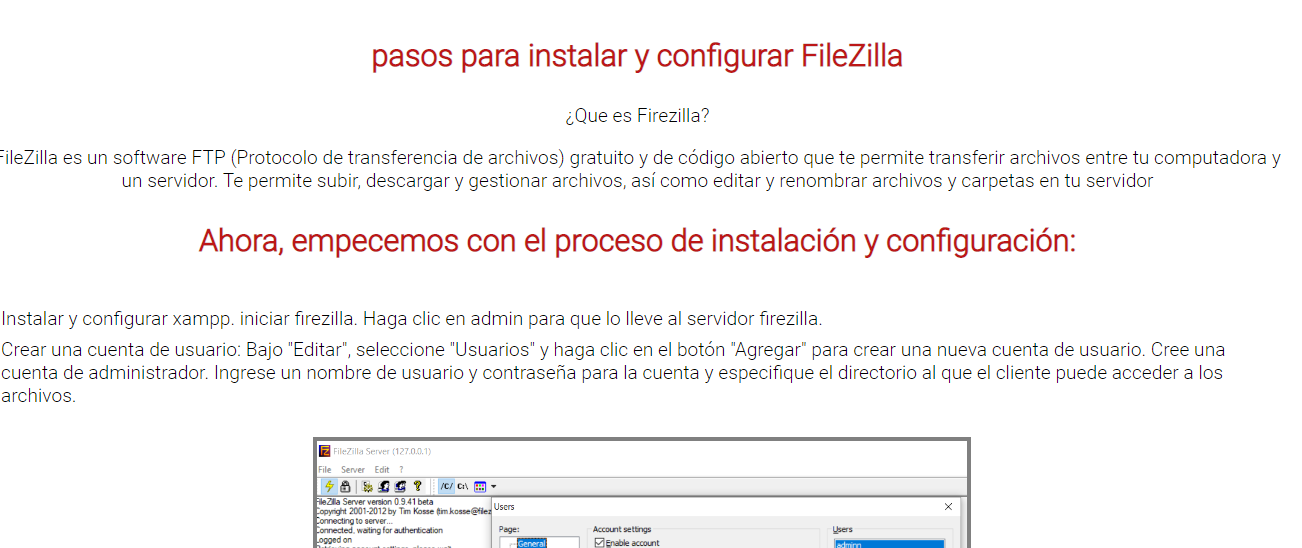 pasos para instalar y configurar FileZilla
¿Que es Firezilla?
FileZilla es un software FTP (Protocolo de transferencia de archivos) gratuito y de código abierto que te permite transferir archivos entre tu computadora y
un servidor. Te permite subir, descargar y gestionar archivos, así como editar y renombrar archivos y carpetas en tu servidor
Ahora, empecemos con el proceso de instalación y configuración:
Instalar y configurar xampp. iniciar firezilla. Haga clic en admin para que lo lleve al servidor firezilla.
Crear una cuenta de usuario: Bajo "Editar", seleccione "Usuarios" y haga clic en el botón "Agregar" para crear una nueva cuenta de usuario. Cree una
cuenta de administrador. Ingrese un nombre de usuario y contraseña para la cuenta y especifique el directorio al que el cliente puede acceder a los
archivos.
FileZilla Server (127.0.0.1)
File Server Edit ?
/C/ C:\
FileZilla Server version 0.9.41 beta
Copyright 2001-2012 by Tim Kosse (tim.kosse@filez
Connecting to server...
Connected, waiting for authentication
Logged on
Users
Page:
General
Account settings
Enable account
Users
adminn